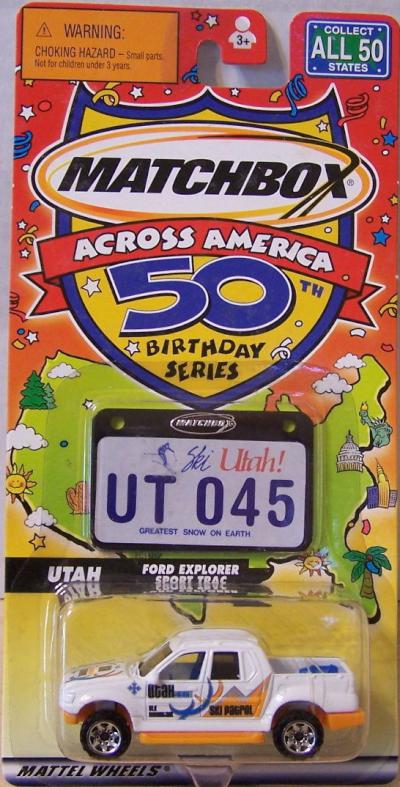 WARNING:
CHOKING HAZARD – Small parts.
Not for children under 3 years.
3+
COLLECT
ALL 50
STATES
MATCHBOX®
ACROSS AMERICA
50TH
BIRTHDAY
SERIES
MATCHBOX
Ski Utah!
UT 045
GREATEST SNOW ON EARTH
UTAH
FORD EXPLORER
SPORT TRAC
Utah
SKI PATROL
MATTEL WHEELS